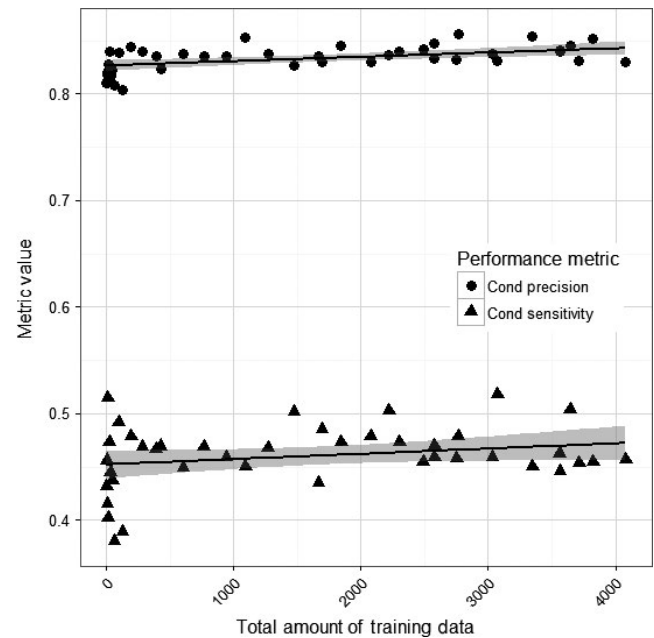 Metric value
0.8
0.7
0.6
0.5
0.4
Performance metric
Cond precision
Cond sensitivity
0
1000
2000
3000
4000
Total amount of training data